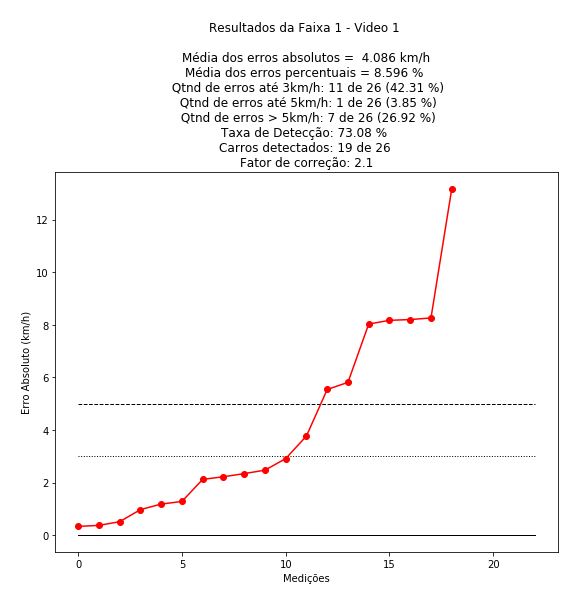 Resultados da Faixa 1 - Video 1
Média dos erros absolutos =  4.086 km/h
Média dos erros percentuais = 8.596 %
Qtnd de erros até 3km/h: 11 de 26 (42.31 %)
Qtnd de erros até 5km/h: 1 de 26 (3.85 %)
Qtnd de erros > 5km/h: 7 de 26 (26.92 %)
Taxa de Detecção: 73.08 %
Carros detectados: 19 de 26
Fator de correção: 2.1
Erro Absoluto (km/h)
12
10
8
6
4
2
0
0 5 10 15 20
Medições